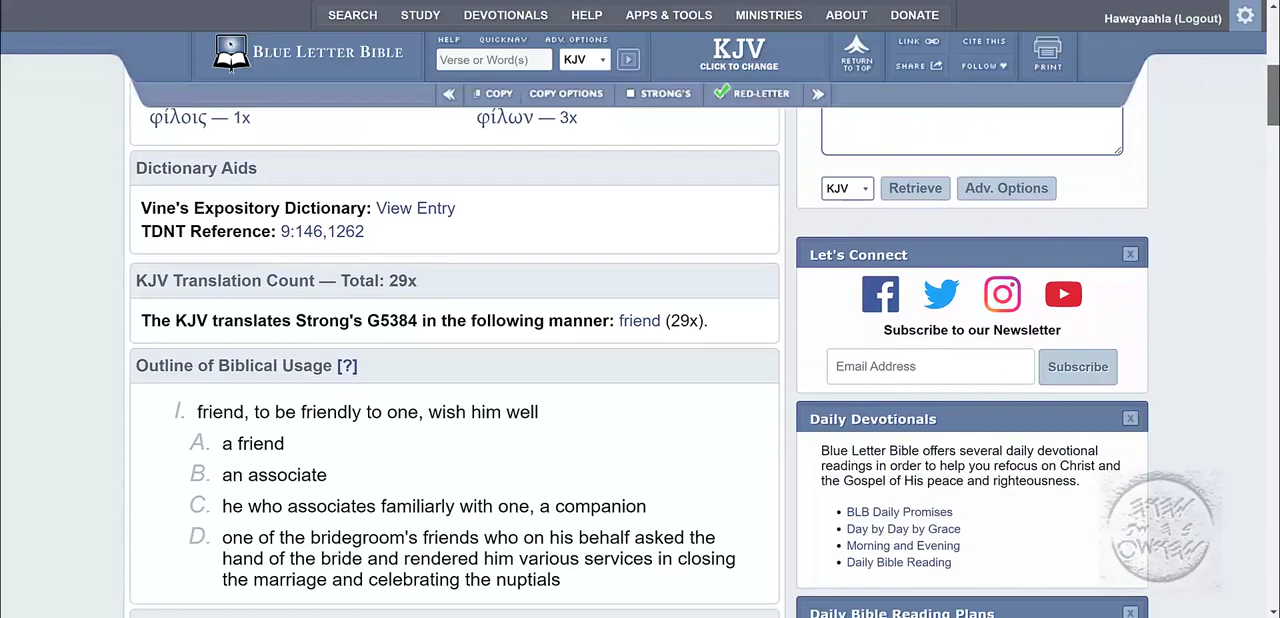 SEARCH STUDY DEVOTIONALS HELP APPS & TOOLS MINISTRIES ABOUT DONATE
Hawayaahla (Logout)
BLUE LETTER BIBLE
HELP QUICKNAV ADV. OPTIONS
Verse or Word(s) KJV
KJV
CLICK TO CHANGE
RETURN
TO TOP
LINK CITE THIS
SHARE FOLLOW
PRINT
COPY COPY OPTIONS STRONG'S RED-LETTER
φίλοις — 1x φίλων — 3x
Dictionary Aids
Vine's Expository Dictionary: View Entry
TDNT Reference: 9:146,1262
KJV Translation Count — Total: 29x
The KJV translates Strong's G5384 in the following manner: friend (29x).
Outline of Biblical Usage [?]
I. friend, to be friendly to one, wish him well
A. a friend
B. an associate
C. he who associates familiarly with one, a companion
D. one of the bridegroom's friends who on his behalf asked the
hand of the bride and rendered him various services in closing
the marriage and celebrating the nuptials
KJV Retrieve Adv. Options
Let's Connect x
Subscribe to our Newsletter
Email Address Subscribe
Daily Devotionals x
Blue Letter Bible offers several daily devotional
readings in order to help you refocus on Christ and
the Gospel of His peace and righteousness.
• BLB Daily Promises
• Day by Day by Grace
• Morning and Evening
• Daily Bible Reading
Daily Bible Reading Plans x